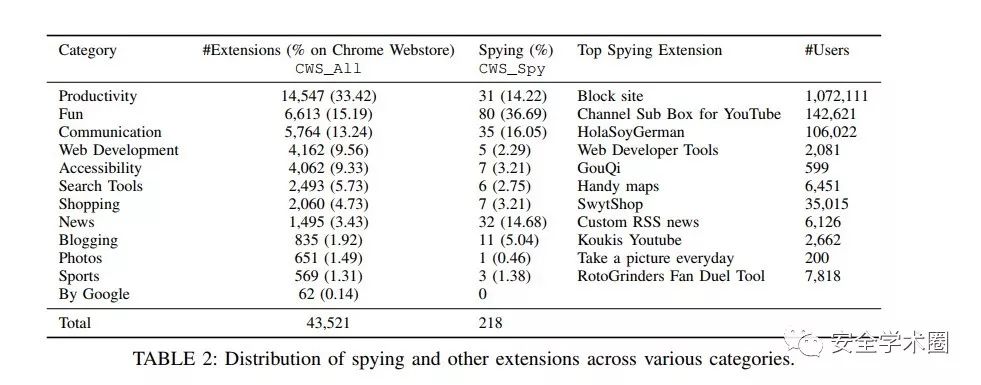 Category #Extensions (% on Chrome Webstore) Spying (%) Top Spying Extension #Users
CWS_All CWS_Spy
Productivity 14,547 (33.42) 31 (14.22) Block site 1,072,111
Fun 6,613 (15.19) 80 (36.69) Channel Sub Box for YouTube 142,621
Communication 5,764 (13.24) 35 (16.05) HolaSoyGerman 106,022
Web Development 4,162 (9.56) 5 (2.29) Web Developer Tools 2,081
Accessibility 4,062 (9.33) 7 (3.21) GouQi 599
Search Tools 2,493 (5.73) 6 (2.75) Handy maps 6,451
Shopping 2,060 (4.73) 7 (3.21) SwytShop 35,015
News 1,495 (3.43) 32 (14.68) Custom RSS news 6,126
Blogging 835 (1.92) 11 (5.04) Koukis Youtube 2,662
Photos 651 (1.49) 1 (0.46) Take a picture everyday 200
Sports 569 (1.31) 3 (1.38) RotoGrinders Fan Duel Tool 7,818
By Google 62 (0.14) 0
Total 43,521 218
TABLE 2: Distribution of spying and other extensions across various categories.
安全学术圈